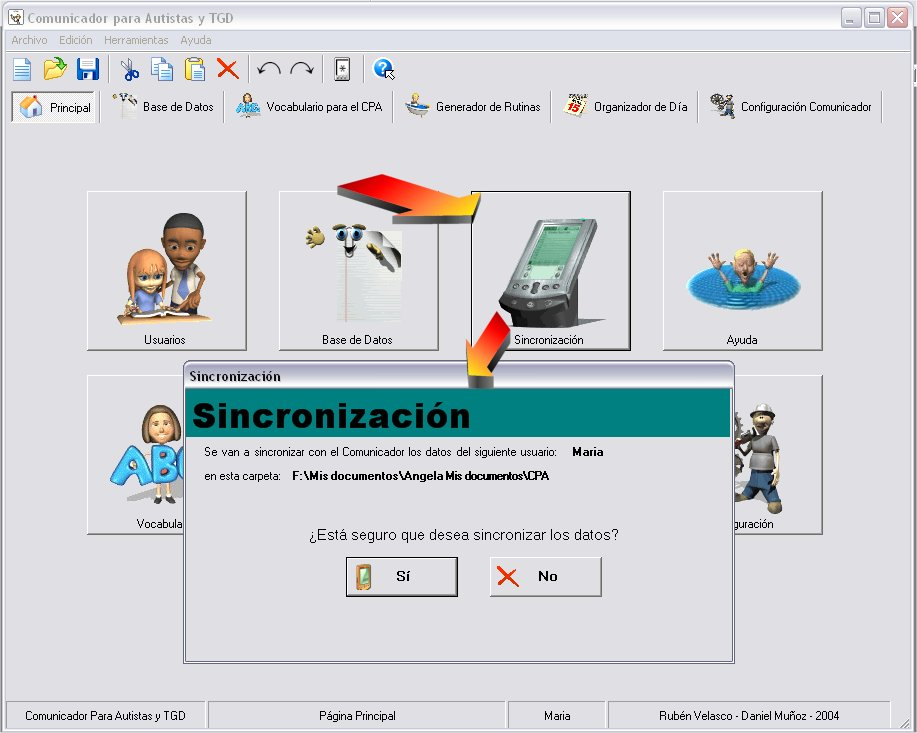 Comunicador para Autistas y TGD
Archivo Edición Herramientas Ayuda
Principal Base de Datos Vocabulario para el CPA Generador de Rutinas Organizador de Día Configuración Comunicador
Usuarios Base de Datos Sincronización Ayuda
Sincronización
Sincronización
Se van a sincronizar con el Comunicador los datos del siguiente usuario: Maria
en esta carpeta: F:\Mis documentos\Angela Mis documentos\CPA
Vocabula guración
¿Está seguro que desea sincronizar los datos?
Sí No
Comunicador Para Autistas y TGD Página Principal Maria Rubén Velasco - Daniel Muñoz - 2004